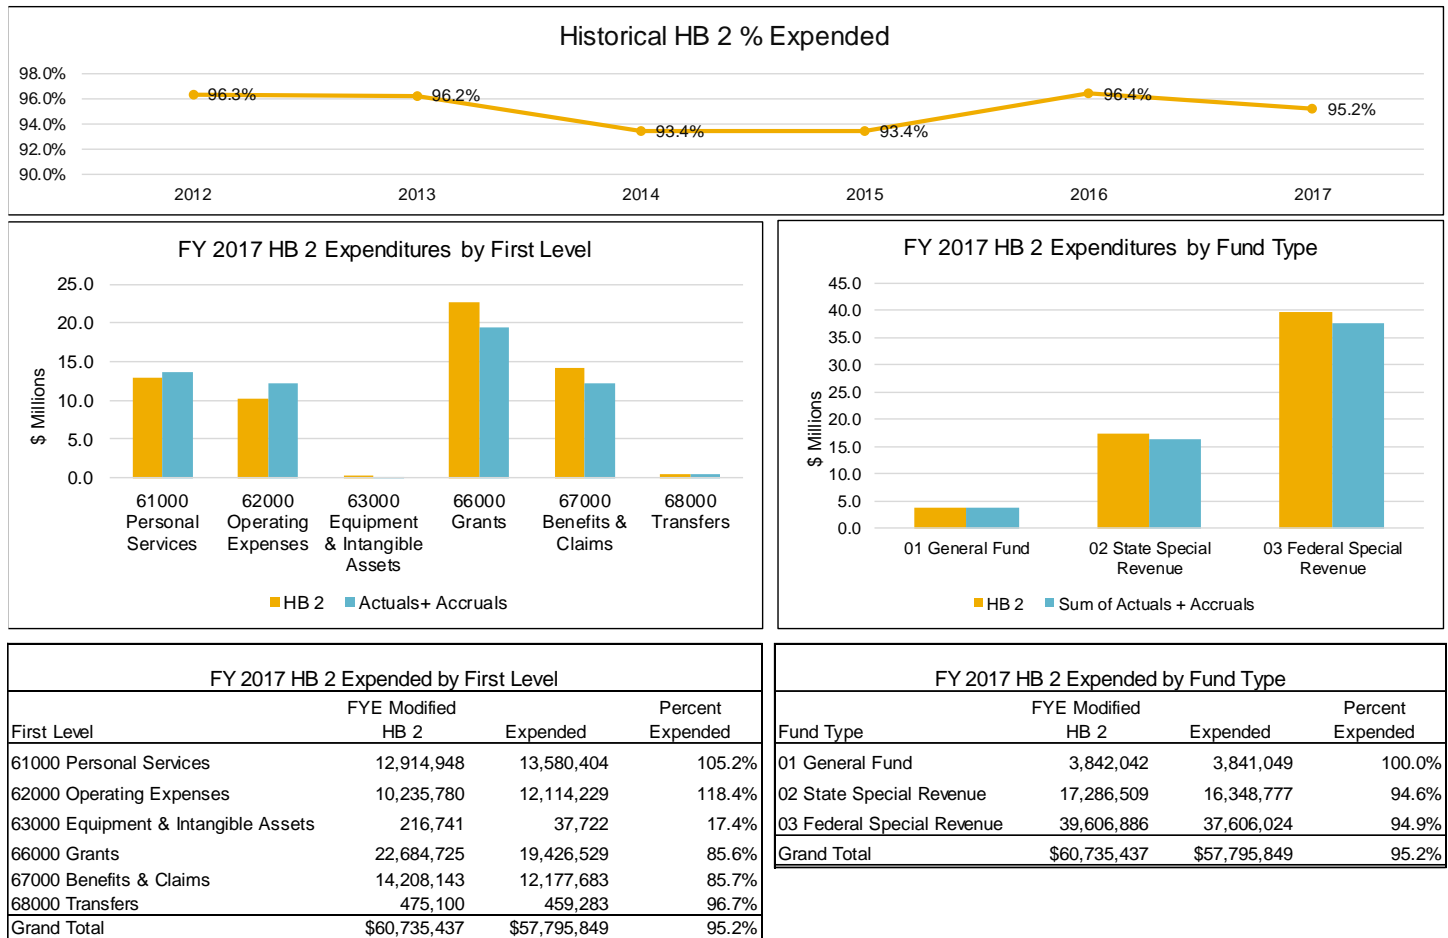 Historical HB 2 % Expended
98.0%
96.0%
94.0%
92.0%
90.0%
96.3%
96.2%
93.4%
93.4%
96.4%
95.2%
2012 2013 2014 2015 2016 2017
FY 2017 HB 2 Expenditures by First Level
$ Millions
25.0
20.0
15.0
10.0
5.0
0.0
61000 Personal Services
62000 Operating Expenses
63000 Equipment & Intangible Assets
66000 Grants
67000 Benefits & Claims
68000 Transfers
HB 2 Actuals+ Accruals
FY 2017 HB 2 Expenditures by Fund Type
$ Millions
45.0
40.0
35.0
30.0
25.0
20.0
15.0
10.0
5.0
0.0
01 General Fund
02 State Special Revenue
03 Federal Special Revenue
HB 2 Sum of Actuals + Accruals
FY 2017 HB 2 Expended by First Level
FYE Modified Percent
First Level HB 2 Expended Expended
61000 Personal Services 12,914,948 13,580,404 105.2%
62000 Operating Expenses 10,235,780 12,114,229 118.4%
63000 Equipment & Intangible Assets 216,741 37,722 17.4%
66000 Grants 22,684,725 19,426,529 85.6%
67000 Benefits & Claims 14,208,143 12,177,683 85.7%
68000 Transfers 475,100 459,283 96.7%
Grand Total $60,735,437 $57,795,849 95.2%
FY 2017 HB 2 Expended by Fund Type
FYE Modified Percent
Fund Type HB 2 Expended Expended
01 General Fund 3,842,042 3,841,049 100.0%
02 State Special Revenue 17,286,509 16,348,777 94.6%
03 Federal Special Revenue 39,606,886 37,606,024 94.9%
Grand Total $60,735,437 $57,795,849 95.2%